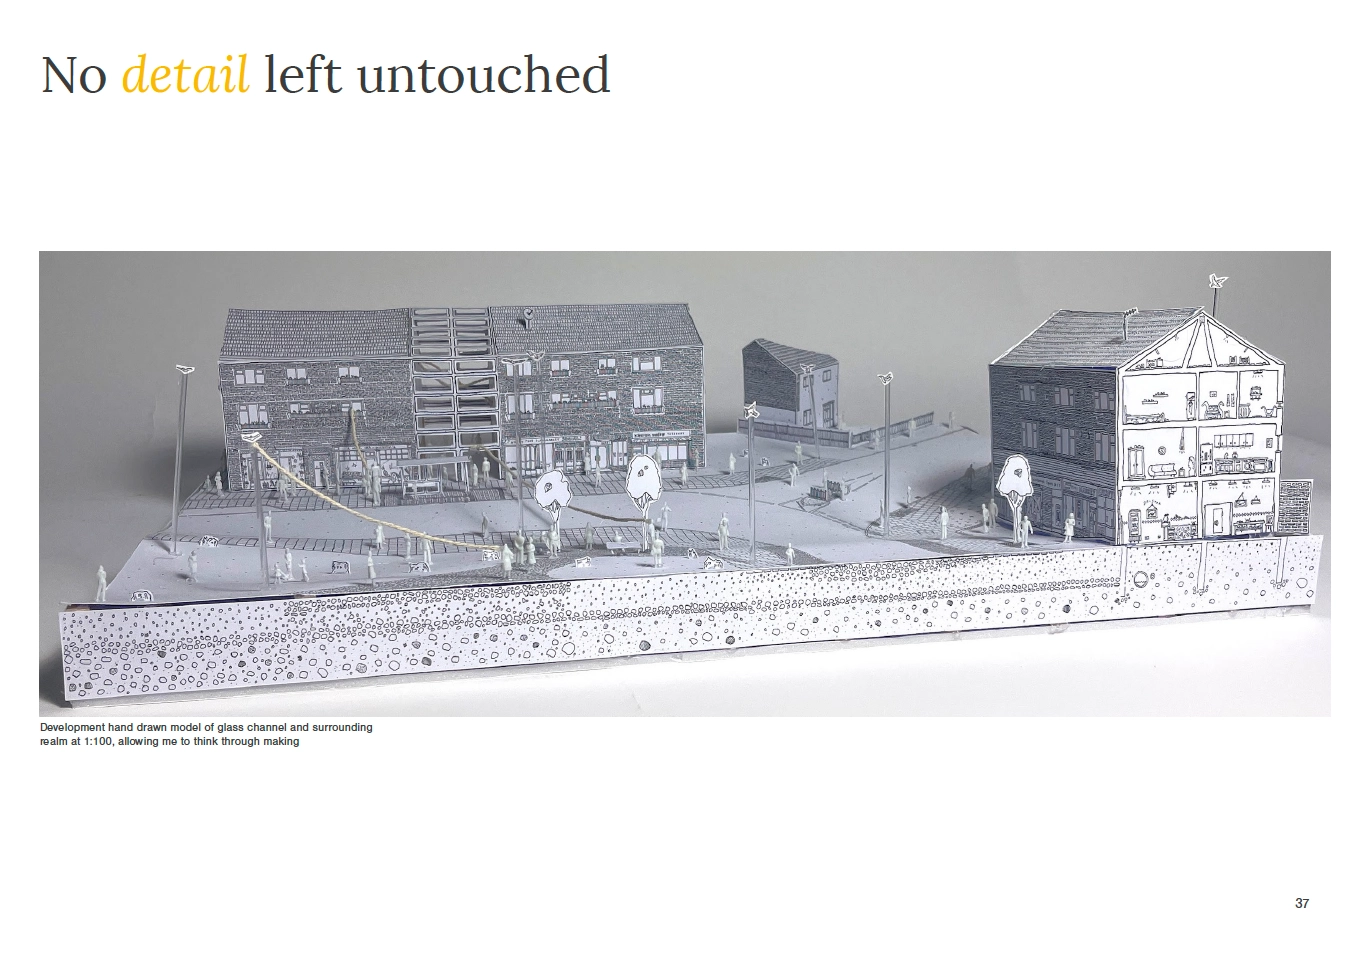 No detail left untouched
Development hand drawn model of glass channel and surrounding
realm at 1:100, allowing me to think through making
37